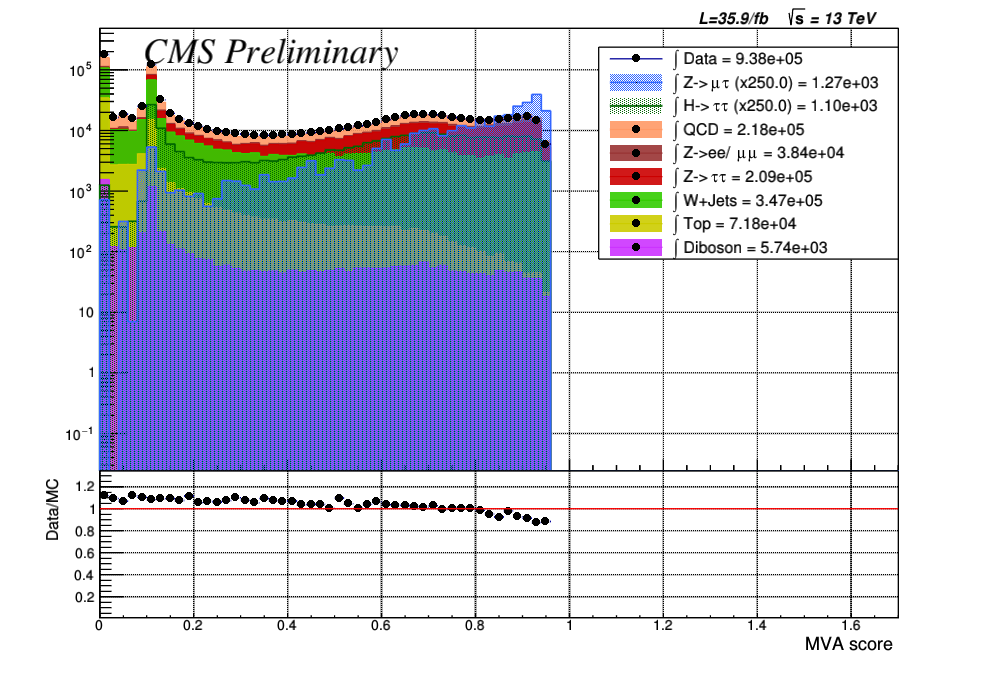 L=35.9/fb √s = 13 TeV
CMS Preliminary
∫ Data = 9.38e+05
∫ Z->μτ (x250.0) = 1.27e+03
∫ H->ττ (x250.0) = 1.10e+03
∫ QCD = 2.18e+05
∫ Z->ee/ μμ = 3.84e+04
∫ Z->ττ = 2.09e+05
∫ W+Jets = 3.47e+05
∫ Top = 7.18e+04
∫ Diboson = 5.74e+03
10⁵
10⁴
10³
10²
10
1
10⁻¹
Data/MC
1.2
1
0.8
0.6
0.4
0.2
0 0.2 0.4 0.6 0.8 1 1.2 1.4 1.6
MVA score